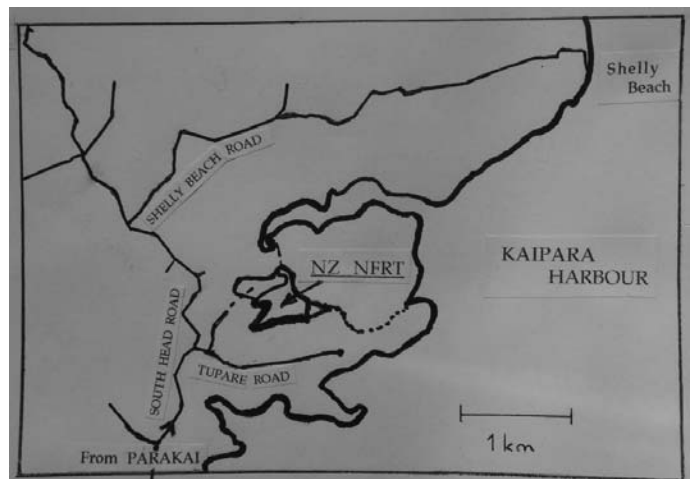 Shelly
Beach
SHELLY BEACH ROAD
KAIPARA
HARBOUR
NZ NFRT
SOUTH HEAD ROAD
TUPARE ROAD
1 km
From PARAKAI